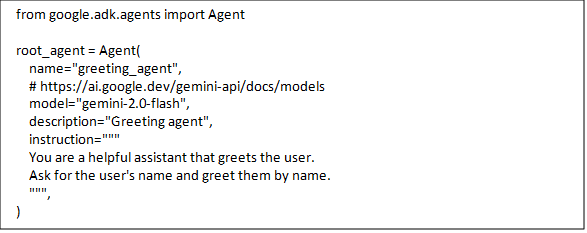 from google.adk.agents import Agent

root_agent = Agent(
    name="greeting_agent",
    # https://ai.google.dev/gemini-api/docs/models
    model="gemini-2.0-flash",
    description="Greeting agent",
    instruction="""
    You are a helpful assistant that greets the user.
    Ask for the user's name and greet them by name.
    """,
)